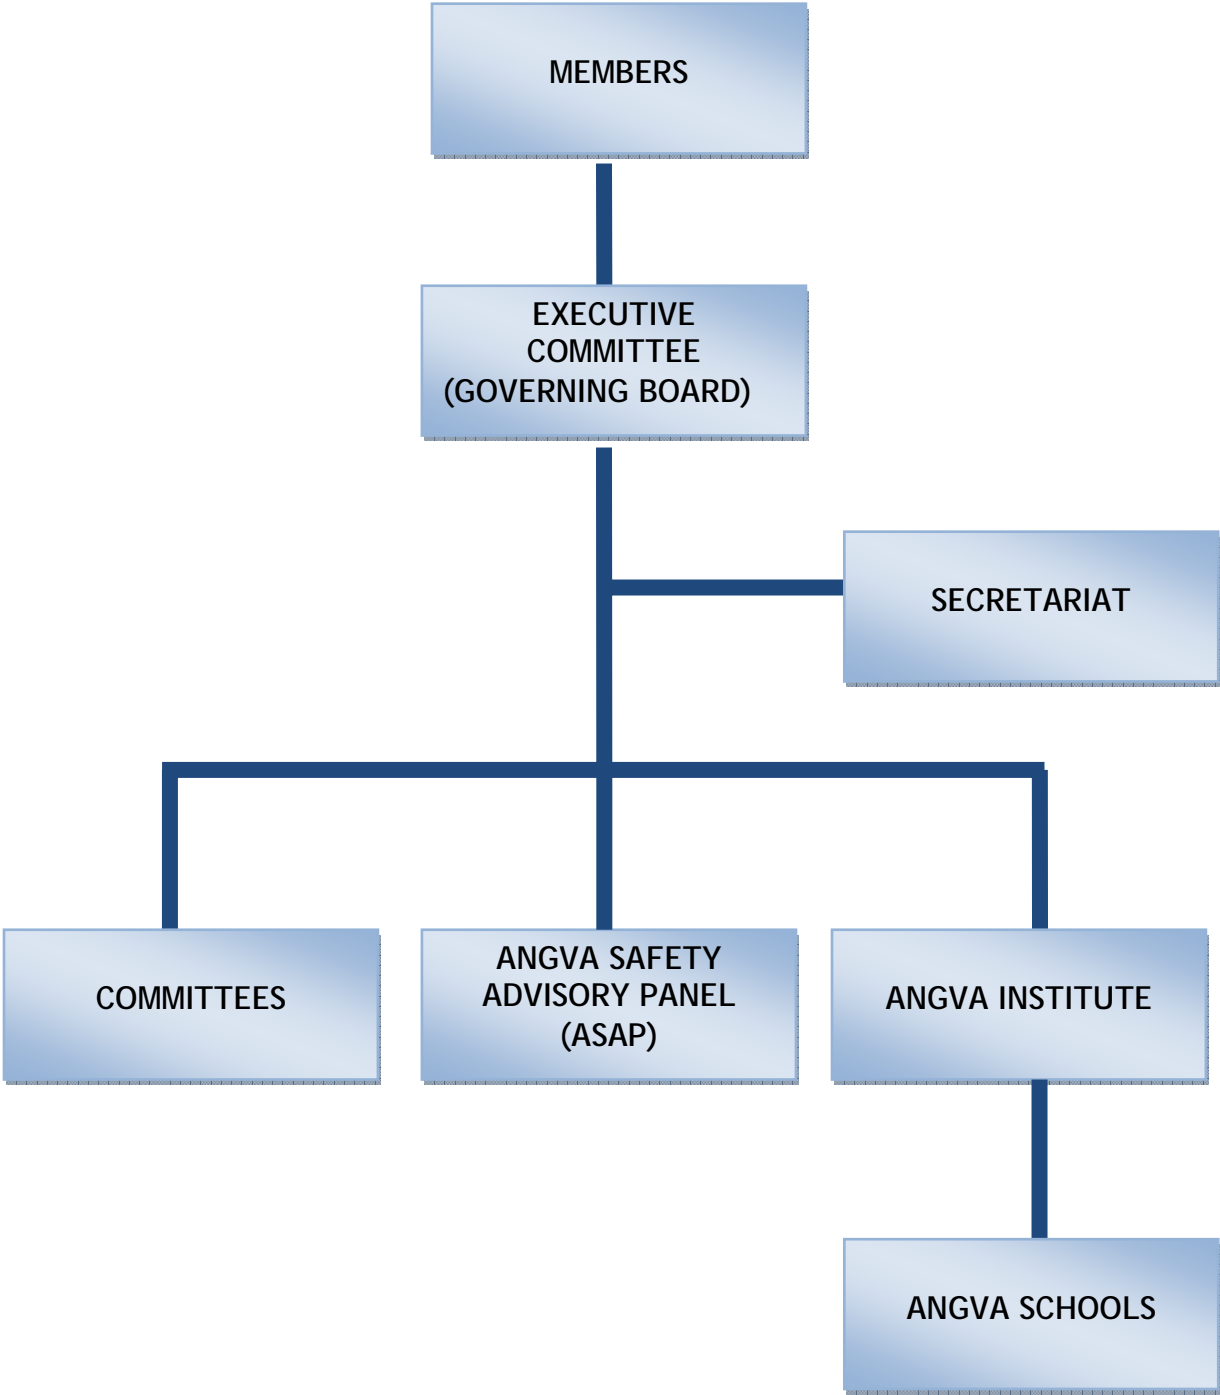 MEMBERS
EXECUTIVE
COMMITTEE
(GOVERNING BOARD)
SECRETARIAT
COMMITTEES
ANGVA SAFETY
ADVISORY PANEL
(ASAP)
ANGVA INSTITUTE
ANGVA SCHOOLS